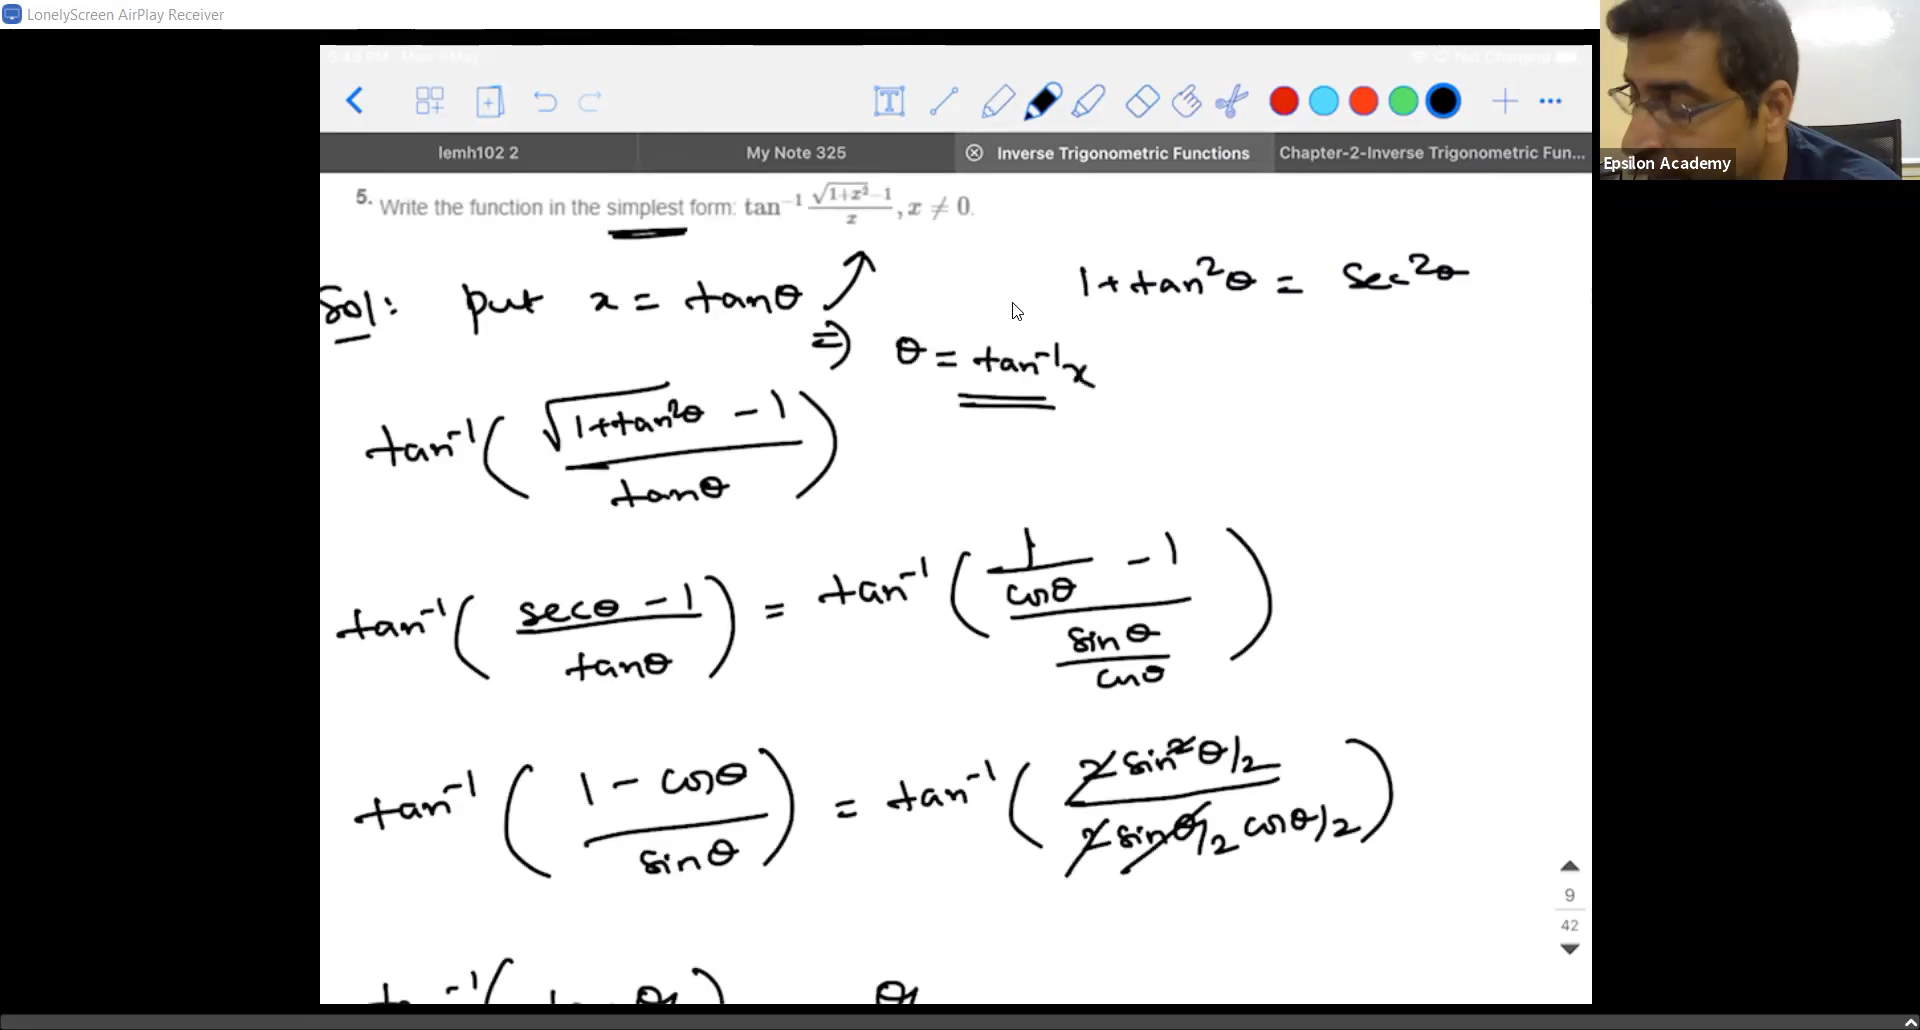 LonelyScreen AirPlay Receiver
lemh102 2
My Note 325
Inverse Trigonometric Functions
Chapter-2-Inverse Trigonometric Fun...
Epsilon Academy
5. Write the function in the simplest form: tan⁻¹ (√(1+x²) − 1)/x, x ≠ 0.
Sol: put x = tanθ
1 + tan²θ = sec²θ
⇒ θ = tan⁻¹x
tan⁻¹( (√(1+tan²θ) − 1)/tanθ )
tan⁻¹( (secθ − 1)/tanθ ) = tan⁻¹( (1/cosθ − 1)/(sinθ/cosθ) )
tan⁻¹( (1 − cosθ)/sinθ ) = tan⁻¹( (2sin²θ/2)/(2sinθ/2 cosθ/2) )
9
42